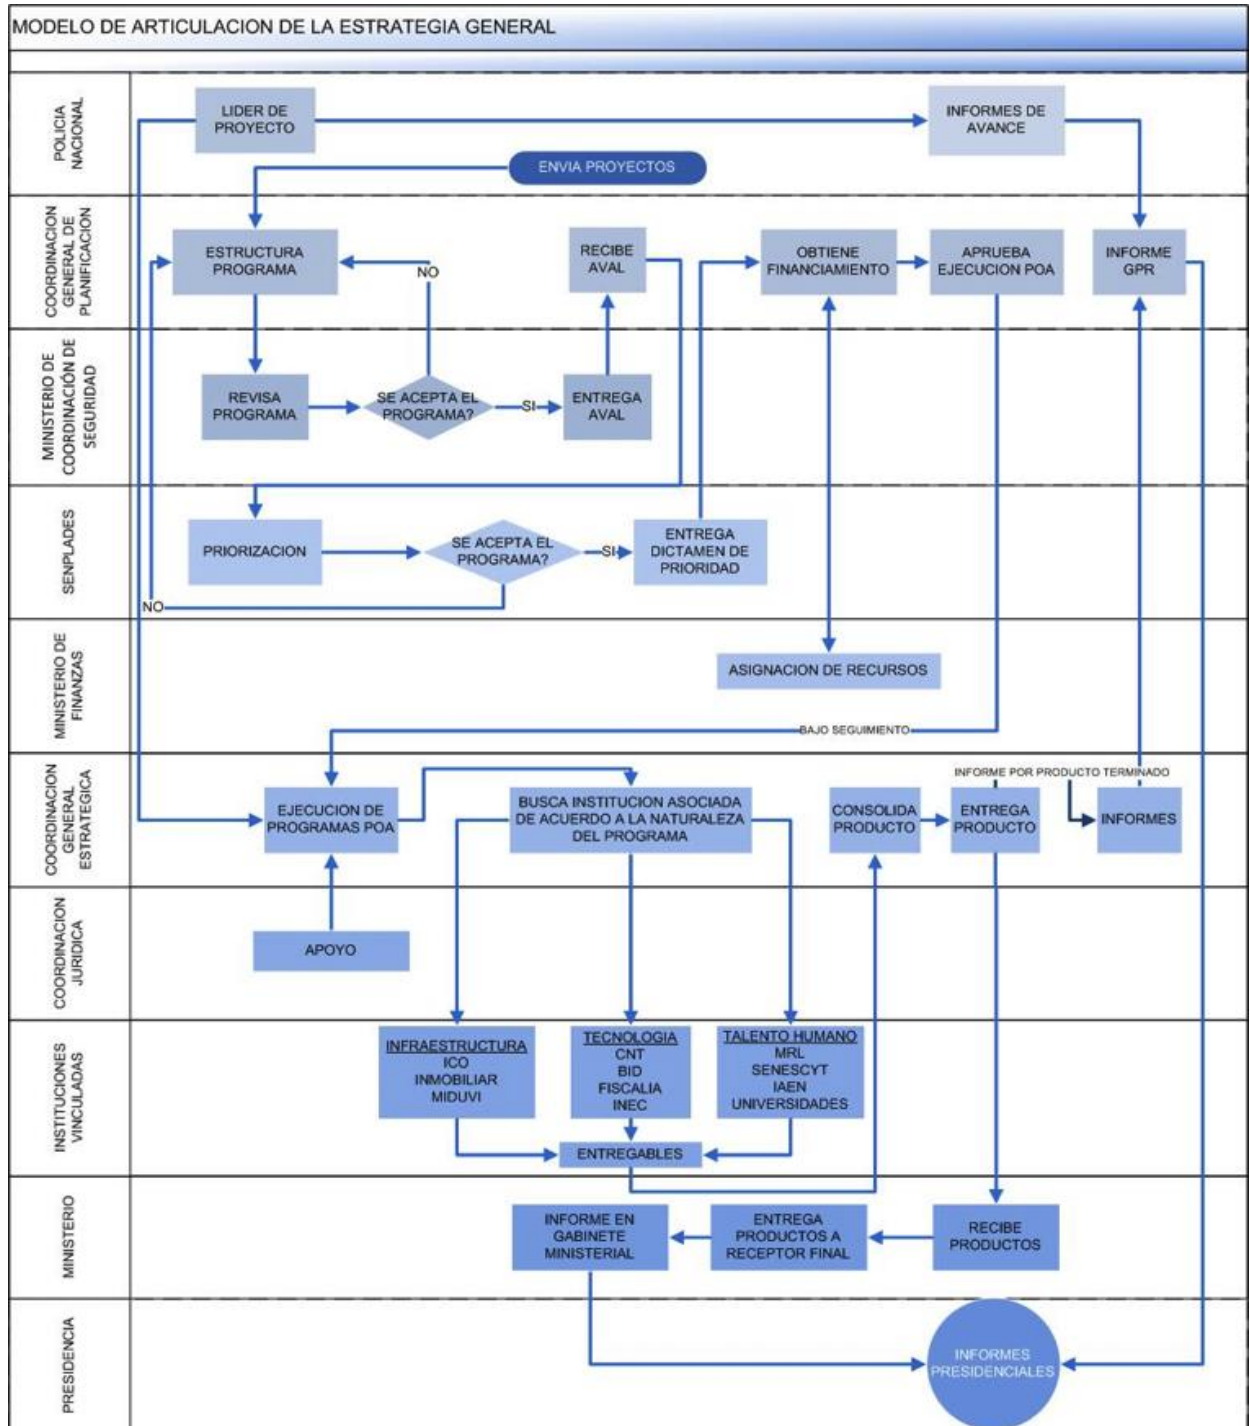 MODELO DE ARTICULACION DE LA ESTRATEGIA GENERAL
POLICIA
NACIONAL
LIDER DE
PROYECTO
INFORMES DE
AVANCE
ENVIA PROYECTOS
COORDINACION
GENERAL DE
PLANIFICACION
ESTRUCTURA
PROGRAMA
NO
RECIBE
AVAL
OBTIENE
FINANCIAMIENTO
APRUEBA
EJECUCION POA
INFORME
GPR
MINISTERIO DE
COORDINACIÓN DE
SEGURIDAD
REVISA
PROGRAMA
SE ACEPTA EL
PROGRAMA?
SI
ENTREGA
AVAL
SENPLADES
PRIORIZACION
SE ACEPTA EL
PROGRAMA?
SI
ENTREGA
DICTAMEN DE
PRIORIDAD
NO
MINISTERIO DE
FINANZAS
ASIGNACION DE RECURSOS
BAJO SEGUIMIENTO
COORDINACION
GENERAL
ESTRATEGICA
EJECUCION DE
PROGRAMAS POA
BUSCA INSTITUCION ASOCIADA
DE ACUERDO A LA NATURALEZA
DEL PROGRAMA
CONSOLIDA
PRODUCTO
INFORME POR PRODUCTO TERMINADO
ENTREGA
PRODUCTO
INFORMES
COORDINACION
JURIDICA
APOYO
INSTITUCIONES
VINCULADAS
INFRAESTRUCTURA
ICO
INMOBILIAR
MIDUVI
TECNOLOGIA
CNT
BID
FISCALIA
INEC
TALENTO HUMANO
MRL
SENESCYT
IAEN
UNIVERSIDADES
ENTREGABLES
MINISTERIO
INFORME EN
GABINETE
MINISTERIAL
ENTREGA
PRODUCTOS A
RECEPTOR FINAL
RECIBE
PRODUCTOS
PRESIDENCIA
INFORMES
PRESIDENCIALES